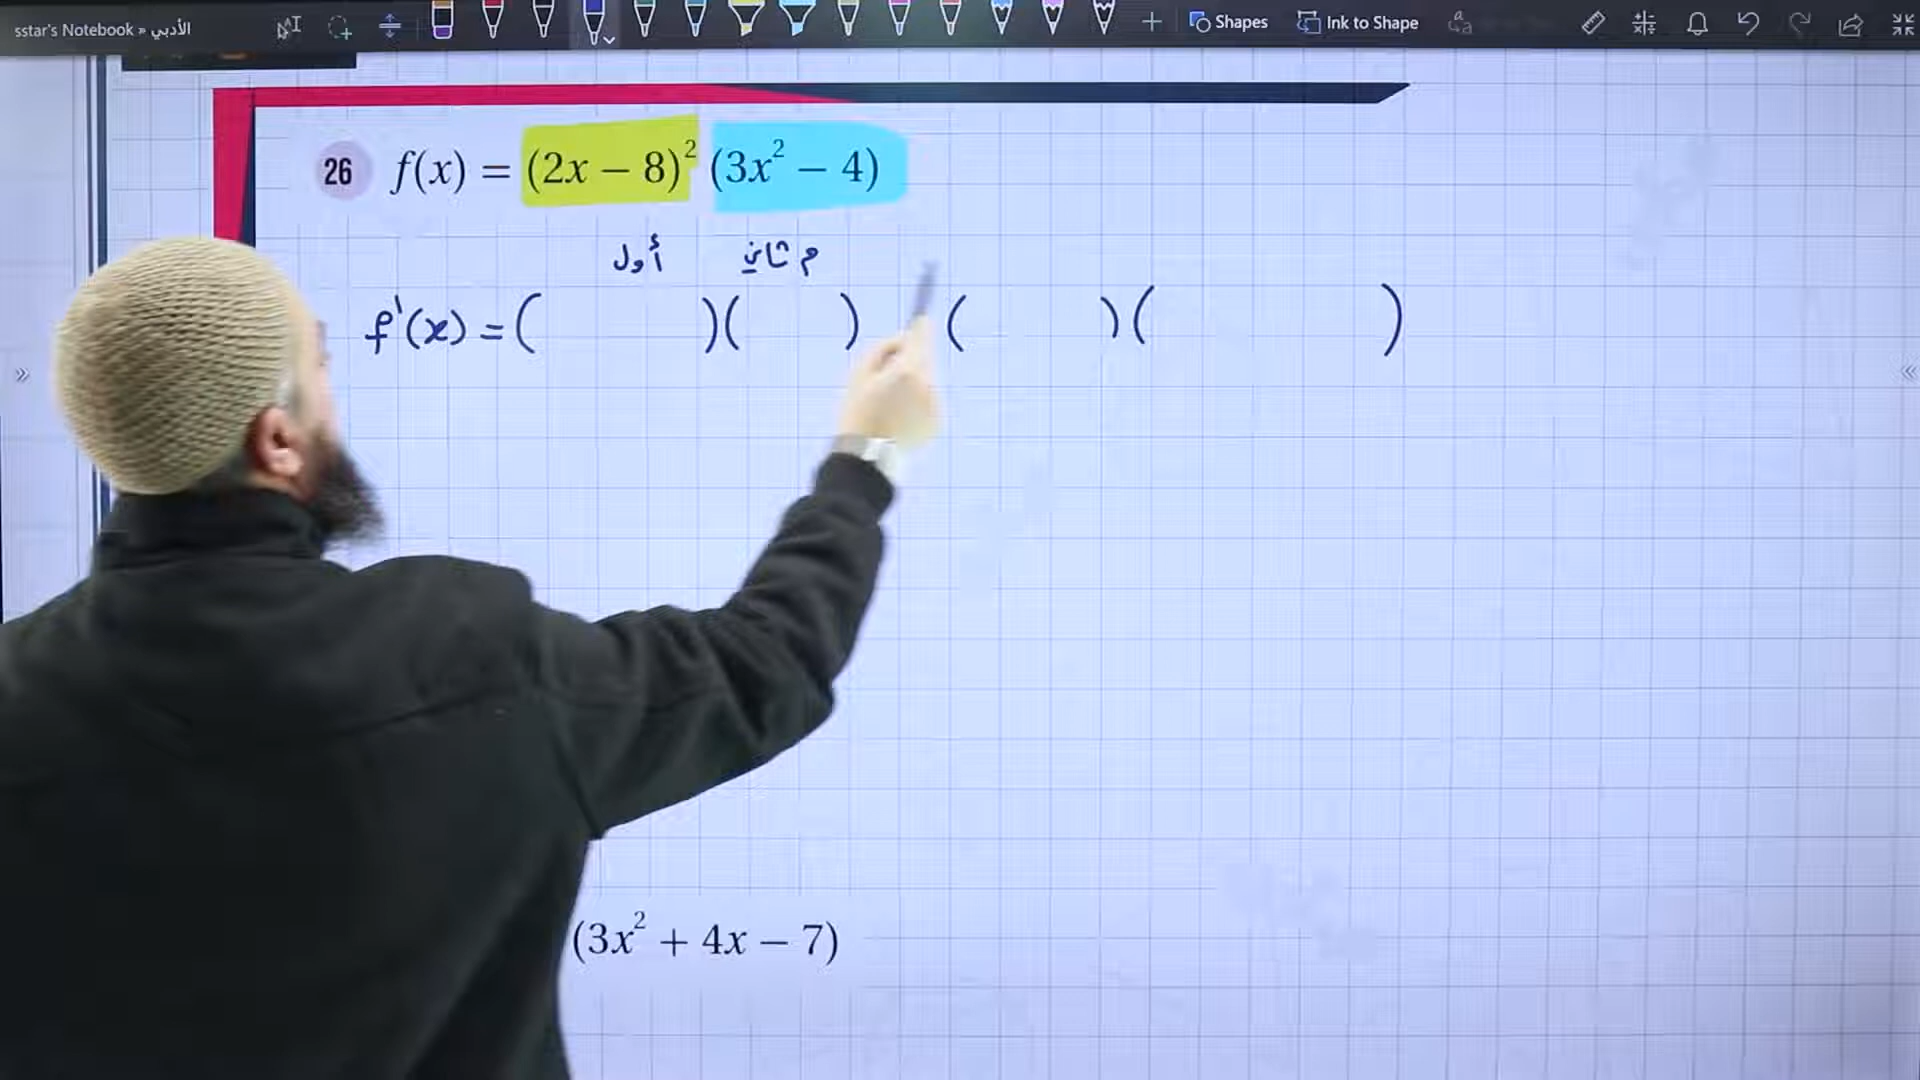 sstar's Notebook » الأدبي
Shapes
Ink to Shape
26 f(x) = (2x − 8)² (3x² − 4)
أول م ثاني
f'(x) = ( )( ) ( )( )
(3x² + 4x − 7)